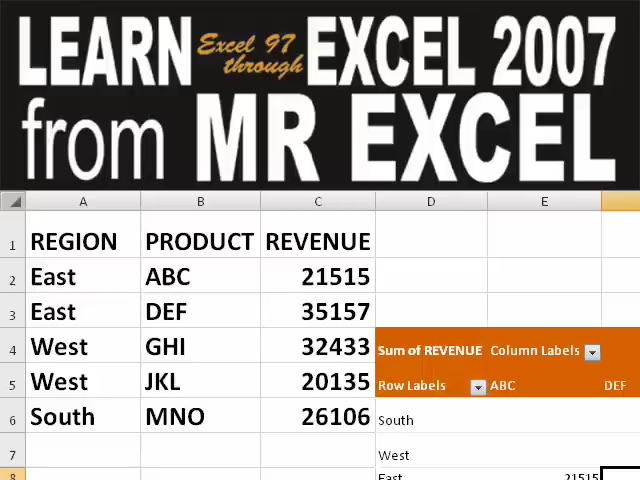 LEARN Excel 97 through EXCEL 2007
from MR EXCEL
A B C D E
1 REGION PRODUCT REVENUE
2 East ABC 21515
3 East DEF 35157
4 West GHI 32433 Sum of REVENUE Column Labels
5 West JKL 20135 Row Labels ABC DEF
6 South MNO 26106 South
7 West
8 East 21515